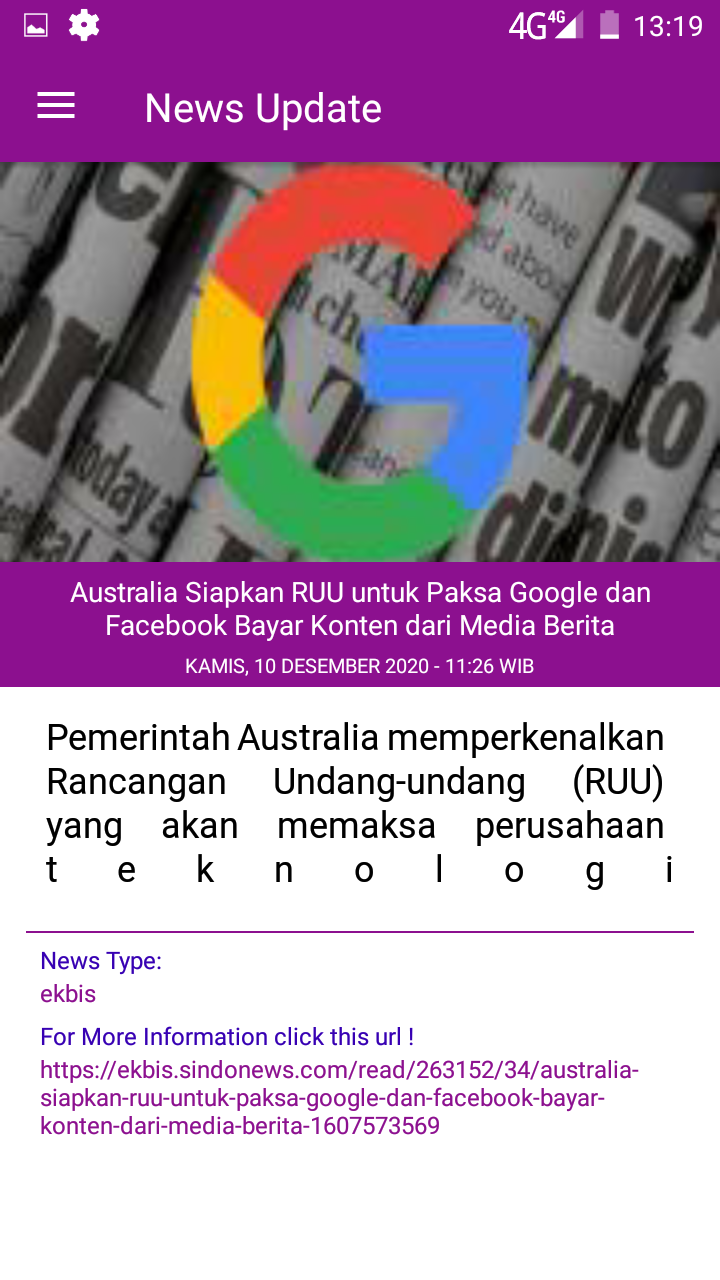 4G 4G 13:19
News Update
Australia Siapkan RUU untuk Paksa Google dan
Facebook Bayar Konten dari Media Berita
KAMIS, 10 DESEMBER 2020 - 11:26 WIB
Pemerintah Australia memperkenalkan
Rancangan Undang-undang (RUU)
yang akan memaksa perusahaan
t e k n o l o g i
News Type:
ekbis
For More Information click this url !
https://ekbis.sindonews.com/read/263152/34/australia-
siapkan-ruu-untuk-paksa-google-dan-facebook-bayar-
konten-dari-media-berita-1607573569